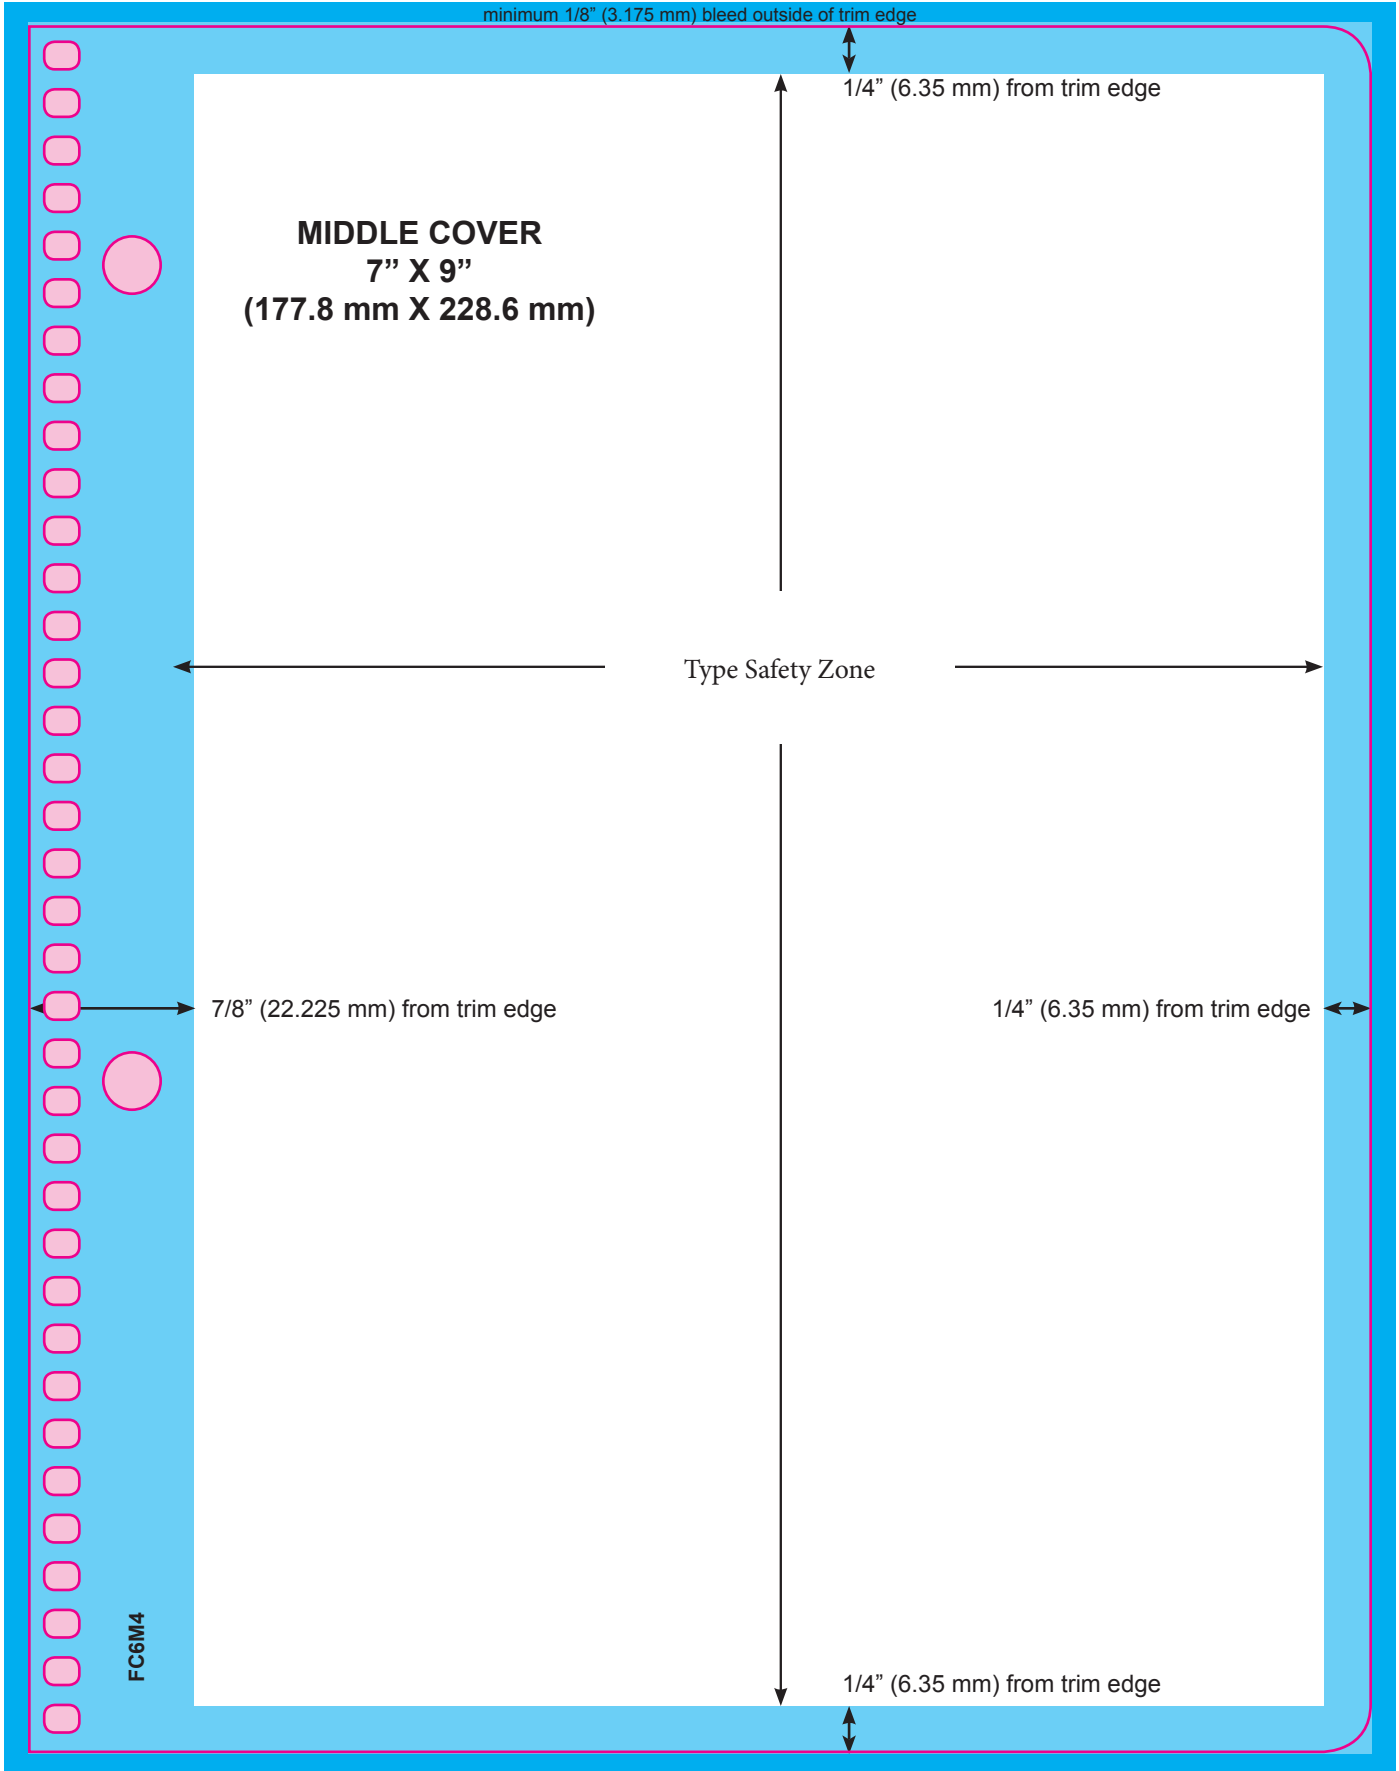 minimum 1/8” (3.175 mm) bleed outside of trim edge
1/4” (6.35 mm) from trim edge
MIDDLE COVER
7” X 9”
(177.8 mm X 228.6 mm)
Type Safety Zone
7/8” (22.225 mm) from trim edge
1/4” (6.35 mm) from trim edge
FC6M4
1/4” (6.35 mm) from trim edge